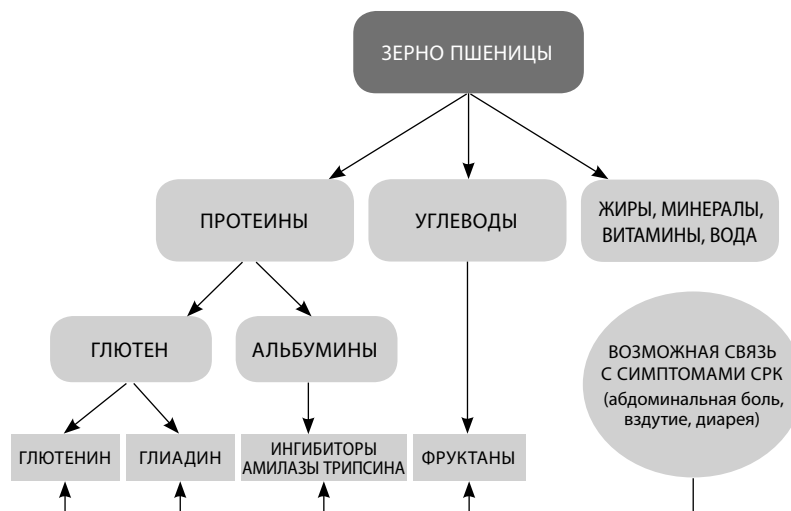 ЗЕРНО ПШЕНИЦЫ
ПРОТЕИНЫ
УГЛЕВОДЫ
ЖИРЫ, МИНЕРАЛЫ,
ВИТАМИНЫ, ВОДА
ГЛЮТЕН
АЛЬБУМИНЫ
ВОЗМОЖНАЯ СВЯЗЬ
С СИМПТОМАМИ СРК
(абдоминальная боль,
вздутие, диарея)
ГЛЮТЕНИН
ГЛИАДИН
ИНГИБИТОРЫ
АМИЛАЗЫ ТРИПСИНА
ФРУКТАНЫ